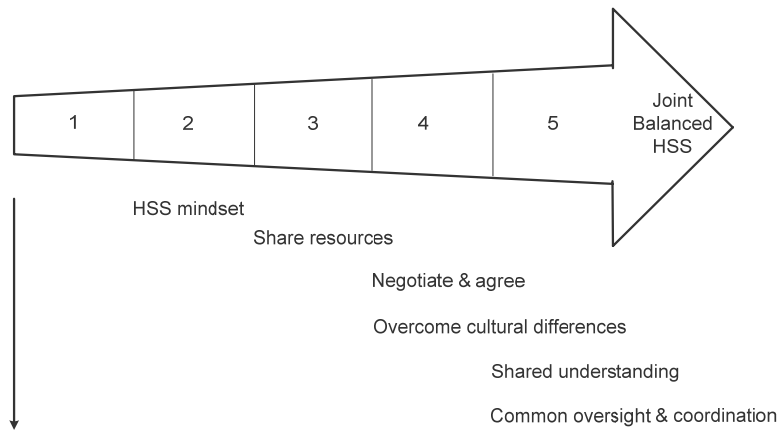 1 2 3 4 5
Joint
Balanced
HSS
HSS mindset
Share resources
Negotiate & agree
Overcome cultural differences
Shared understanding
Common oversight & coordination